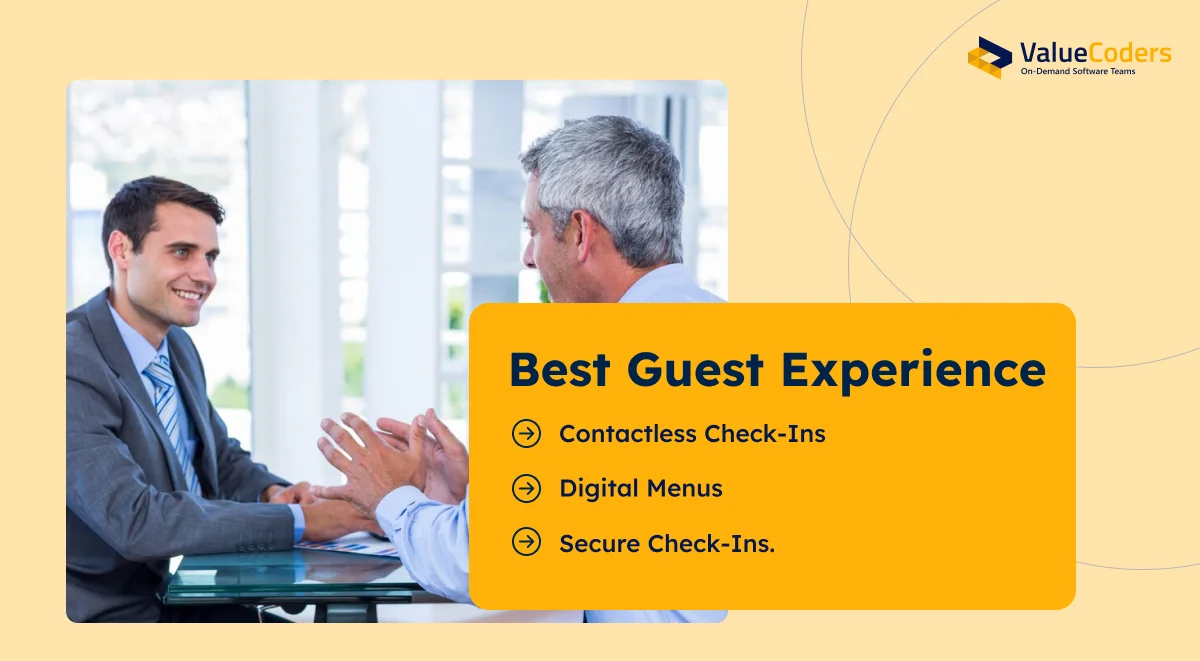 ValueCoders
On-Demand Software Teams
Best Guest Experience
Contactless Check-Ins
Digital Menus
Secure Check-Ins.